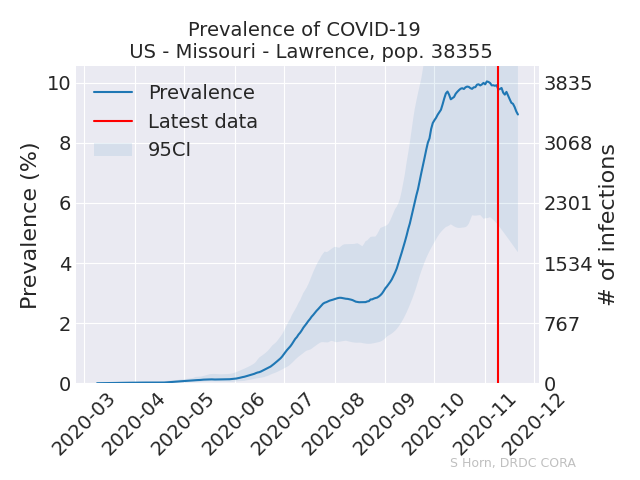 Prevalence of COVID-19
US - Missouri - Lawrence, pop. 38355
Prevalence
Latest data
95CI
Prevalence (%)
10
8
6
4
2
0
3835
3068
2301
1534
767
0
# of infections
2020-03
2020-04
2020-05
2020-06
2020-07
2020-08
2020-09
2020-10
2020-11
2020-12
S Horn, DRDC CORA